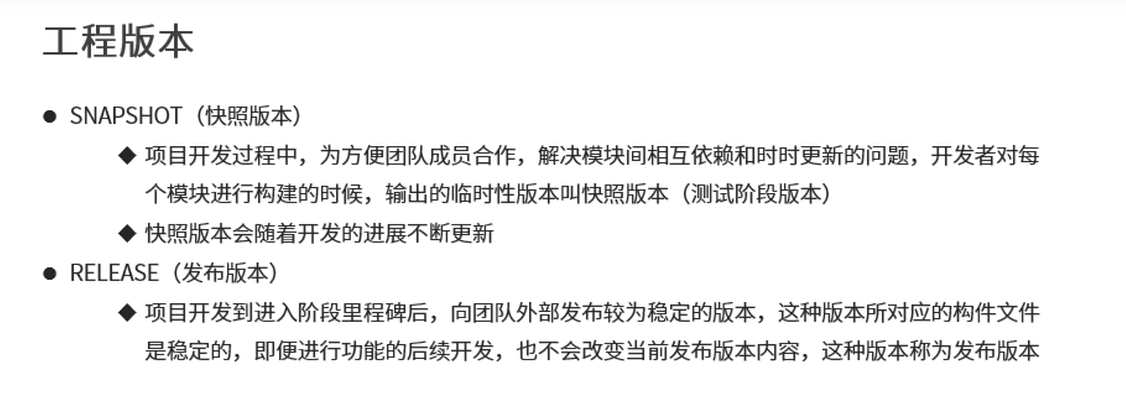 工程版本
● SNAPSHOT（快照版本）
◆ 项目开发过程中，为方便团队成员合作，解决模块间相互依赖和时时更新的问题，开发者对每
个模块进行构建的时候，输出的临时性版本叫快照版本（测试阶段版本）
◆ 快照版本会随着开发的进展不断更新
● RELEASE（发布版本）
◆ 项目开发到进入阶段里程碑后，向团队外部发布较为稳定的版本，这种版本所对应的构件文件
是稳定的，即便进行功能的后续开发，也不会改变当前发布版本内容，这种版本称为发布版本